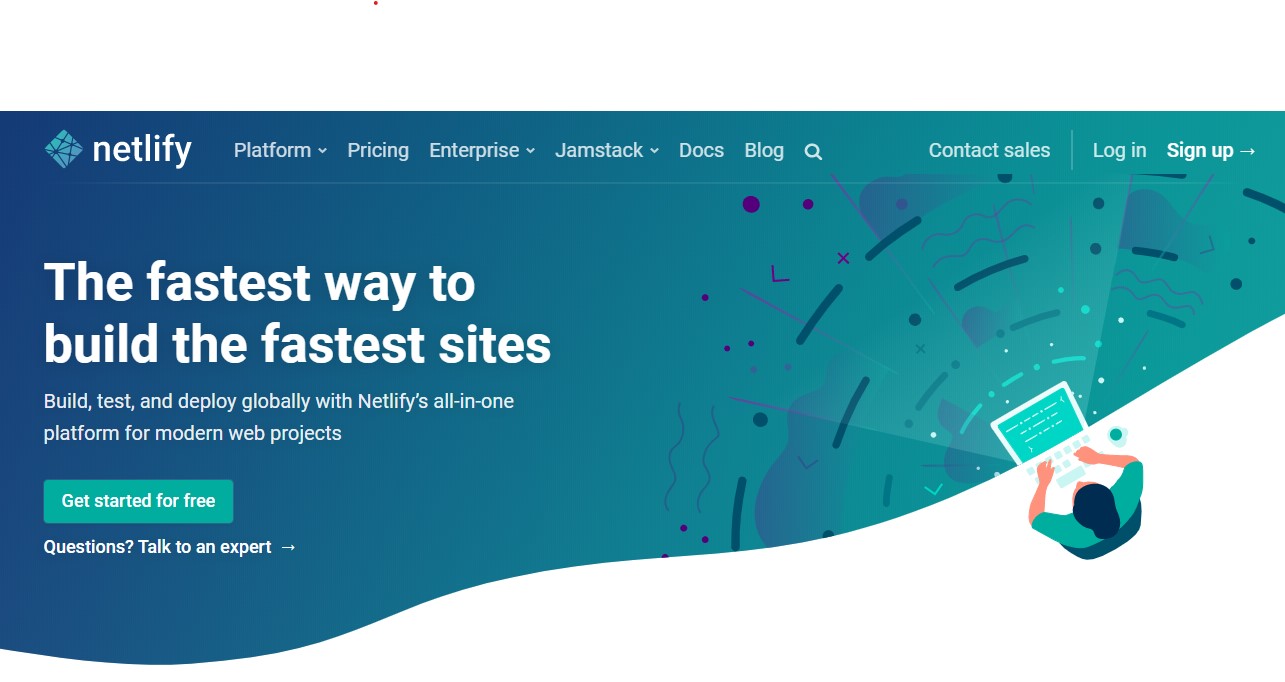 netlify Platform Pricing Enterprise Jamstack Docs Blog Contact sales Log in Sign up →
The fastest way to
build the fastest sites
Build, test, and deploy globally with Netlify’s all-in-one
platform for modern web projects
Get started for free
Questions? Talk to an expert →